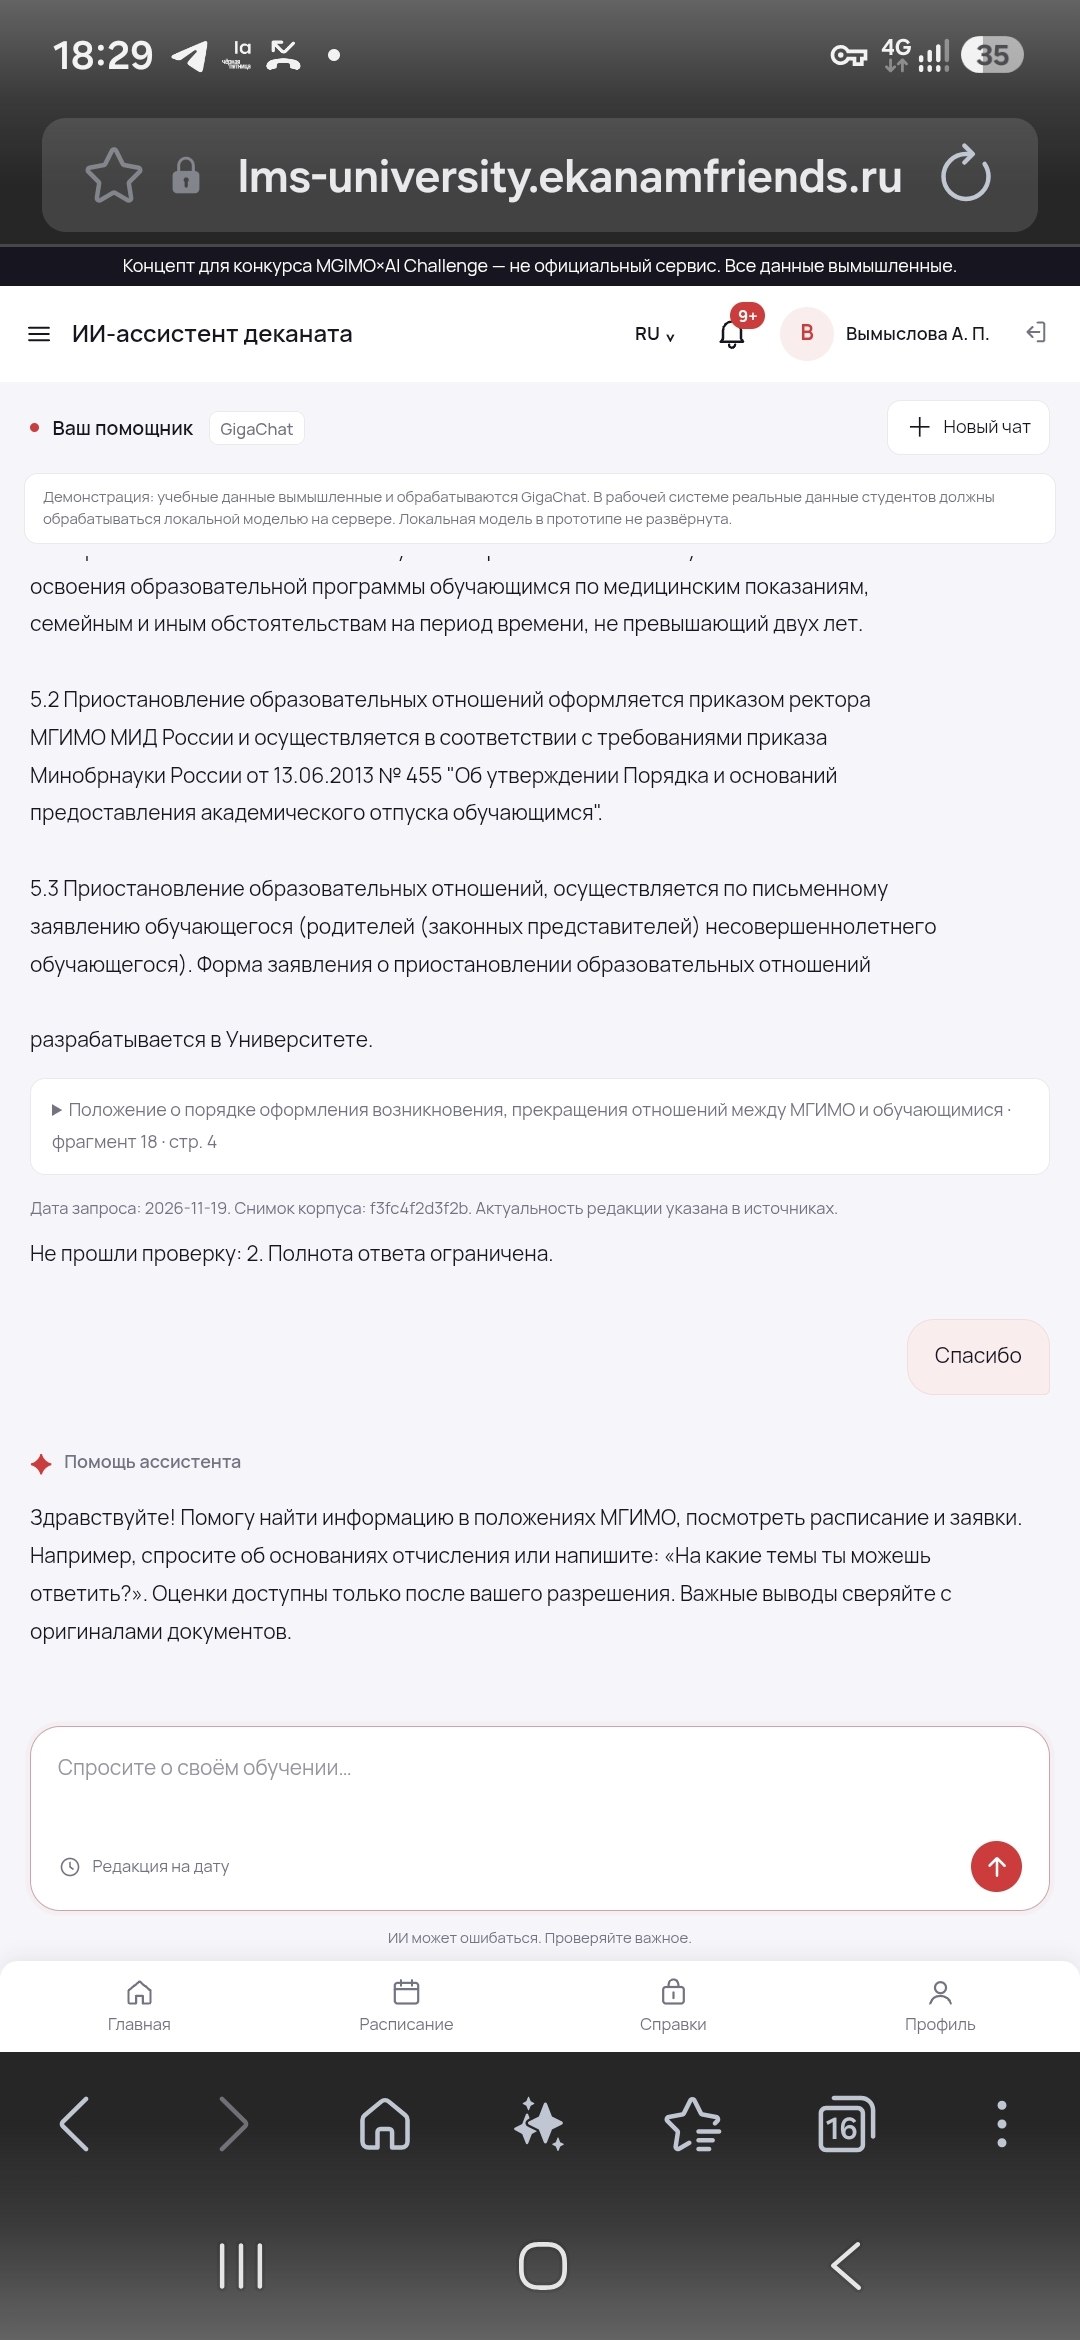 18:29
4G
35
lms-university.ekanamfriends.ru
Концепт для конкурса MGIMO×AI Challenge — не официальный сервис. Все данные вымышленные.
ИИ-ассистент деканата
RU
9+
В
Вымыслова А. П.
Ваш помощник
GigaChat
Новый чат
Демонстрация: учебные данные вымышленные и обрабатываются GigaChat. В рабочей системе реальные данные студентов должны
обрабатываться локальной моделью на сервере. Локальная модель в прототипе не развёрнута.
освоения образовательной программы обучающимся по медицинским показаниям,
семейным и иным обстоятельствам на период времени, не превышающий двух лет.
5.2 Приостановление образовательных отношений оформляется приказом ректора
МГИМО МИД России и осуществляется в соответствии с требованиями приказа
Минобрнауки России от 13.06.2013 № 455 "Об утверждении Порядка и оснований
предоставления академического отпуска обучающимся".
5.3 Приостановление образовательных отношений, осуществляется по письменному
заявлению обучающегося (родителей (законных представителей) несовершеннолетнего
обучающегося). Форма заявления о приостановлении образовательных отношений
разрабатывается в Университете.
Положение о порядке оформления возникновения, прекращения отношений между МГИМО и обучающимися ·
фрагмент 18 · стр. 4
Дата запроса: 2026-11-19. Снимок корпуса: f3fc4f2d3f2b. Актуальность редакции указана в источниках.
Не прошли проверку: 2. Полнота ответа ограничена.
Спасибо
Помощь ассистента
Здравствуйте! Помогу найти информацию в положениях МГИМО, посмотреть расписание и заявки.
Например, спросите об основаниях отчисления или напишите: «На какие темы ты можешь
ответить?». Оценки доступны только после вашего разрешения. Важные выводы сверяйте с
оригиналами документов.
Спросите о своём обучении...
Редакция на дату
ИИ может ошибаться. Проверяйте важное.
Главная
Расписание
Справки
Профиль
16